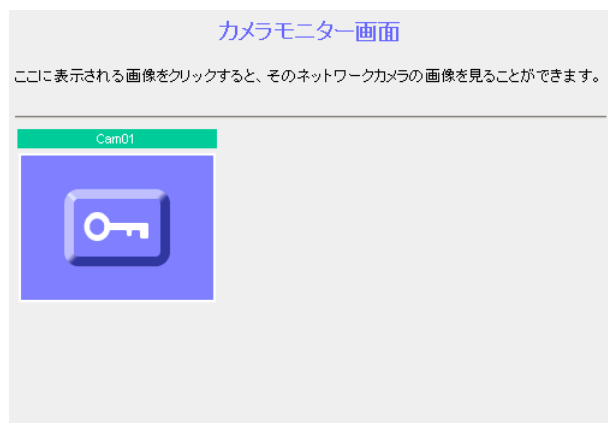 カメラモニター画面
ここに表示される画像をクリックすると、そのネットワークカメラの画像を見ることができます。
Cam01